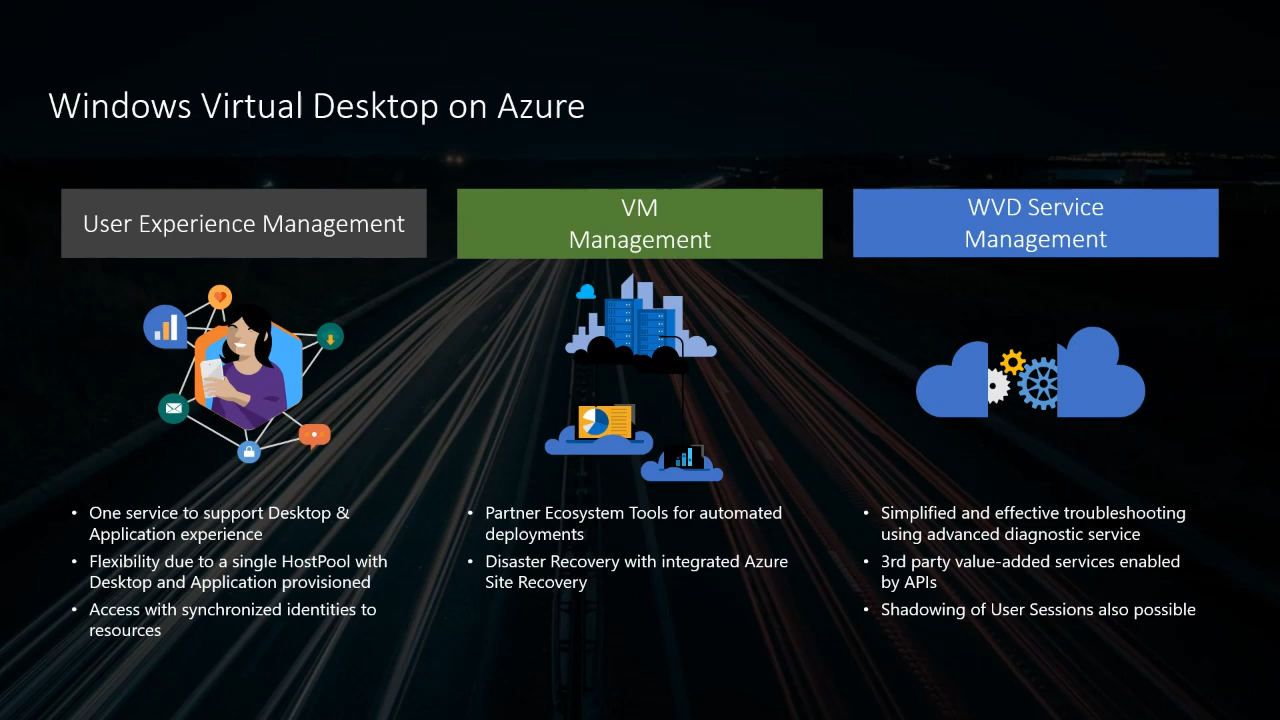 Windows Virtual Desktop on Azure
User Experience Management
VM
Management
WVD Service
Management
• One service to support Desktop &
Application experience
• Flexibility due to a single HostPool with
Desktop and Application provisioned
• Access with synchronized identities to
resources
• Partner Ecosystem Tools for automated
deployments
• Disaster Recovery with integrated Azure
Site Recovery
• Simplified and effective troubleshooting
using advanced diagnostic service
• 3rd party value-added services enabled
by APIs
• Shadowing of User Sessions also possible